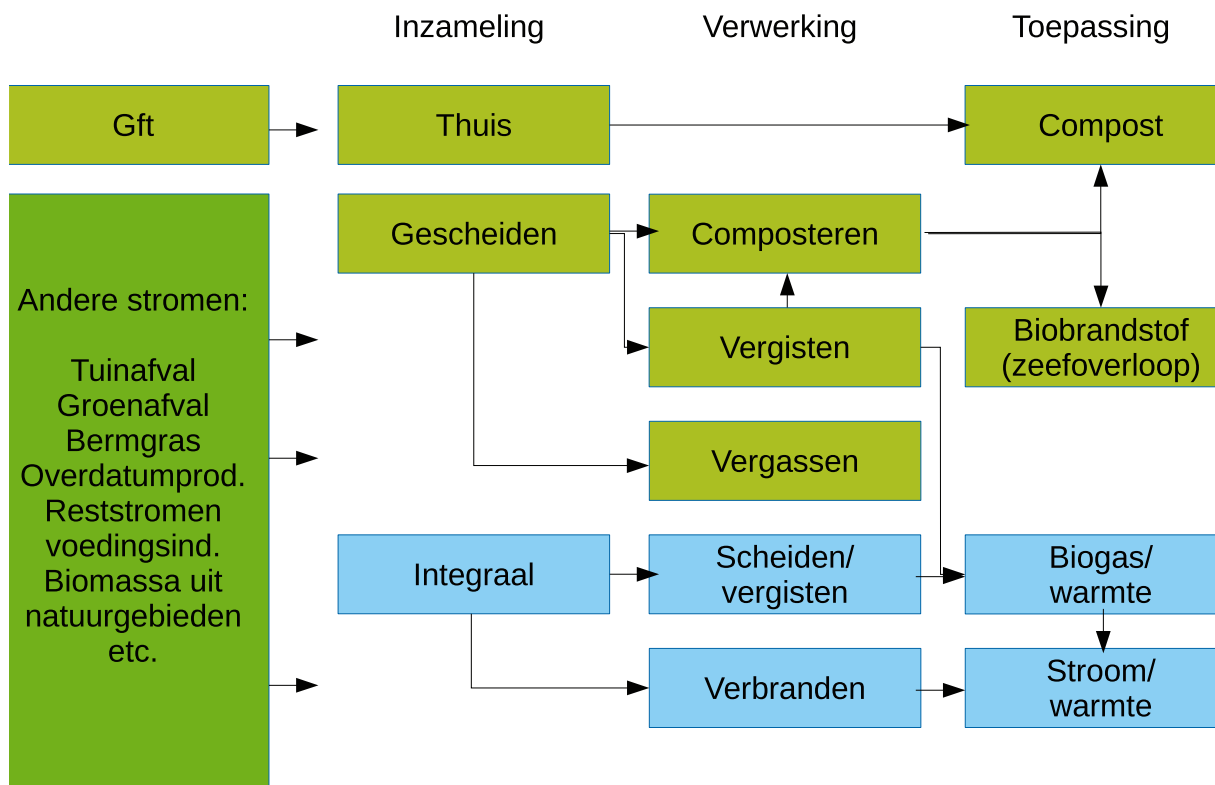 Inzameling
Verwerking
Toepassing
Gft
Thuis
Compost
Gescheiden
Composteren
Andere stromen:
Tuinafval
Groenafval
Bermgras
Overdatumprod.
Reststromen
voedingsind.
Biomassa uit
natuurgebieden
etc.
Vergisten
Biobrandstof
(zeefoverloop)
Vergassen
Integraal
Scheiden/
vergisten
Biogas/
warmte
Verbranden
Stroom/
warmte